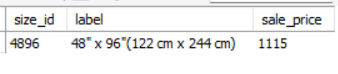 size_id label sale_price
4896 48" x 96"(122 cm x 244 cm) 1115